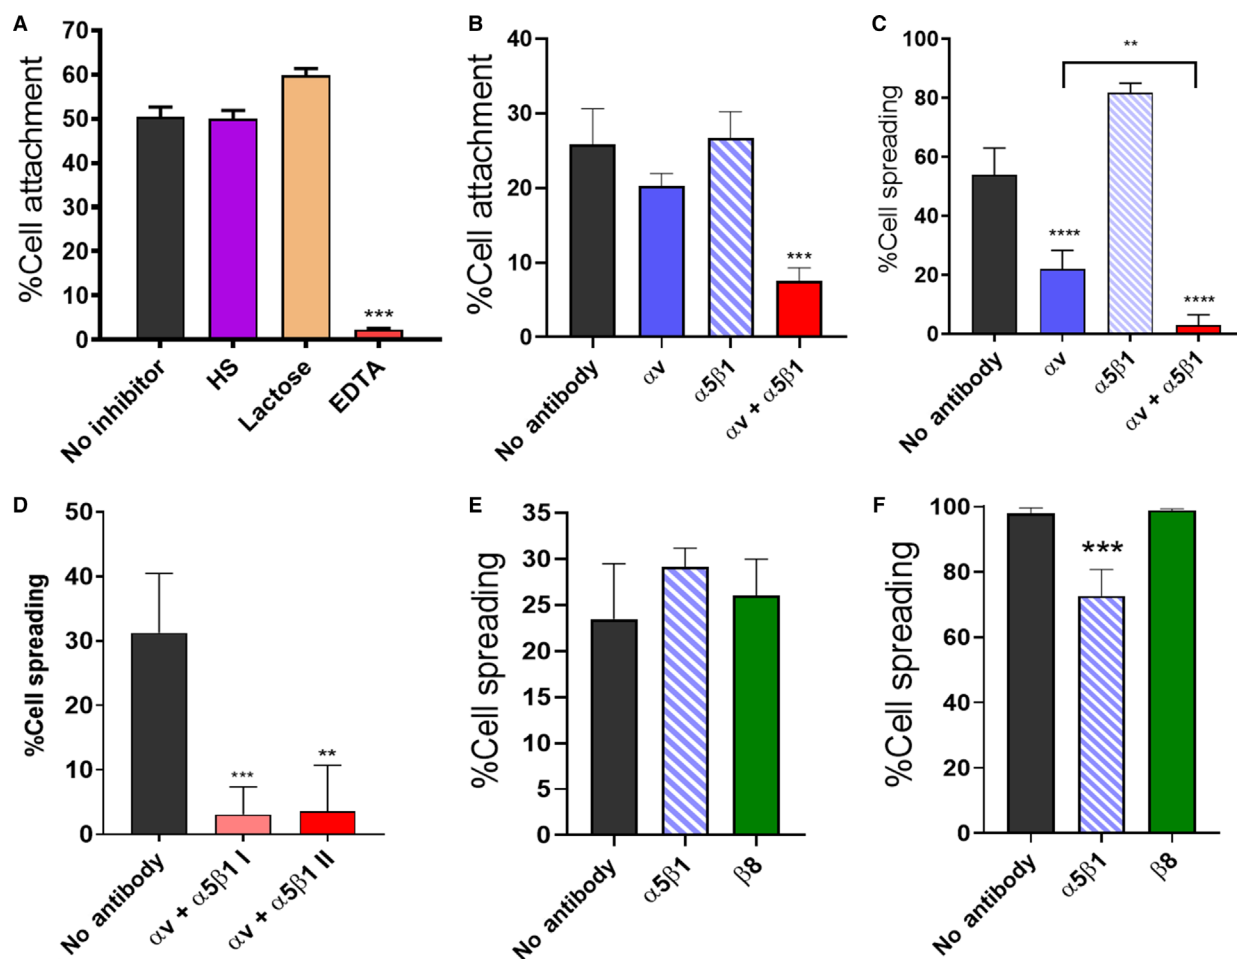 A
%Cell attachment
70
60
50
40
30
20
10
0
***
No inhibitor
HS
Lactose
EDTA
B
%Cell attachment
40
30
20
10
0
***
No antibody
αv
α5β1
αv + α5β1
C
%Cell spreading
100
80
60
40
20
0
**
****
****
No antibody
αv
α5β1
αv + α5β1
D
%Cell spreading
50
40
30
20
10
0
***
**
No antibody
αv + α5β1 I
αv + α5β1 II
E
%Cell spreading
35
30
25
20
15
10
5
0
No antibody
α5β1
β8
F
%Cell spreading
100
80
60
40
20
0
***
No antibody
α5β1
β8